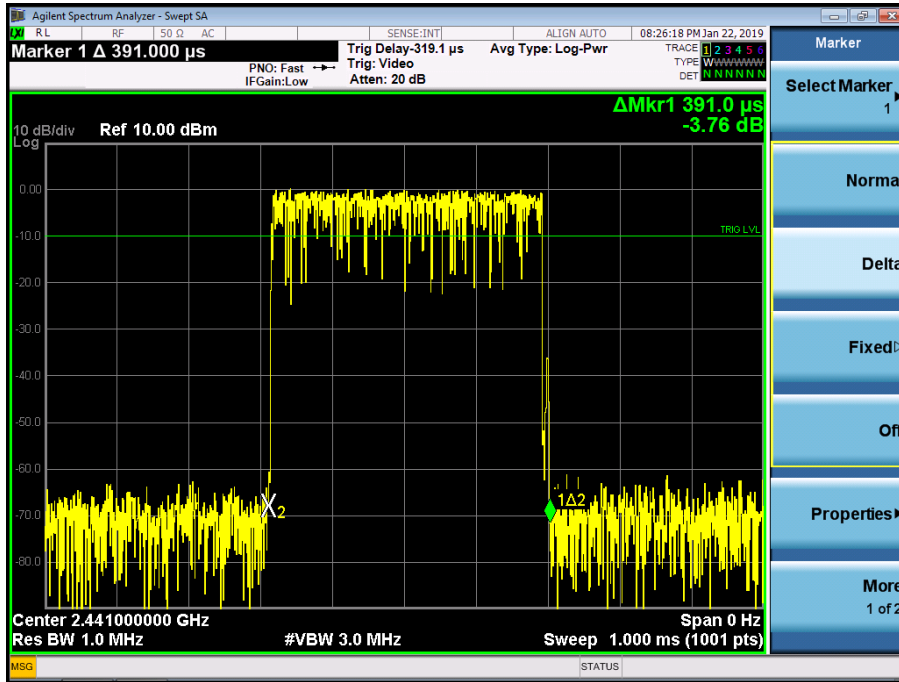 Agilent Spectrum Analyzer - Swept SA
LXI RL RF 50 Ω AC SENSE:INT ALIGN AUTO 08:26:18 PM Jan 22, 2019
Marker 1 Δ 391.000 µs
PNO: Fast
IFGain:Low
Trig Delay-319.1 µs
Trig: Video
Atten: 20 dB
Avg Type: Log-Pwr
TRACE 1 2 3 4 5 6
TYPE WWWWWW
DET N N N N N N
ΔMkr1 391.0 µs
-3.76 dB
10 dB/div Ref 10.00 dBm
Log
0.00
-10.0
TRIG LVL
-20.0
-30.0
-40.0
-50.0
-60.0
-70.0
-80.0
X2
1Δ2
Center 2.441000000 GHz Span 0 Hz
Res BW 1.0 MHz #VBW 3.0 MHz Sweep 1.000 ms (1001 pts)
MSG STATUS
Marker
Select Marker
1
Norma
Delta
Fixed
Off
Properties
More
1 of 2